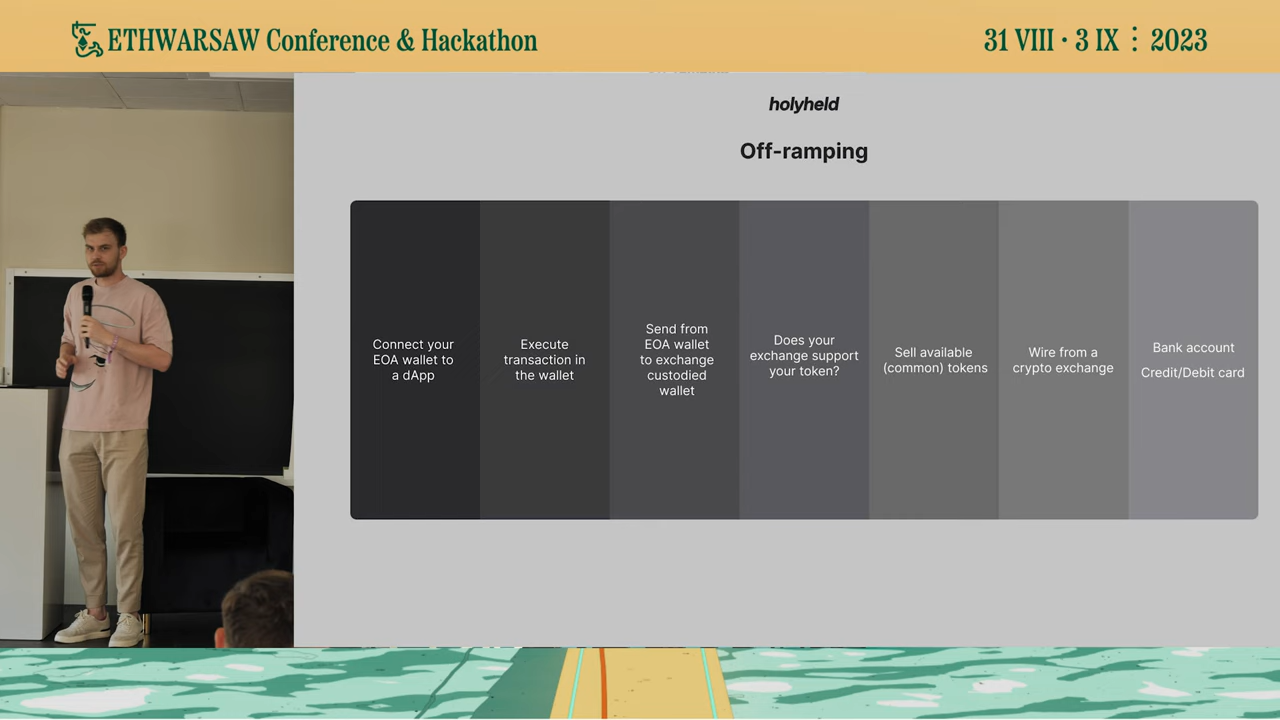 ETHWARSAW Conference & Hackathon
31 VIII · 3 IX ⋮ 2023
holyheld
Off-ramping
Connect your
EOA wallet to
a dApp
Execute
transaction in
the wallet
Send from
EOA wallet
to exchange
custodied
wallet
Does your
exchange support
your token?
Sell available
(common) tokens
Wire from a
crypto exchange
Bank account
Credit/Debit card